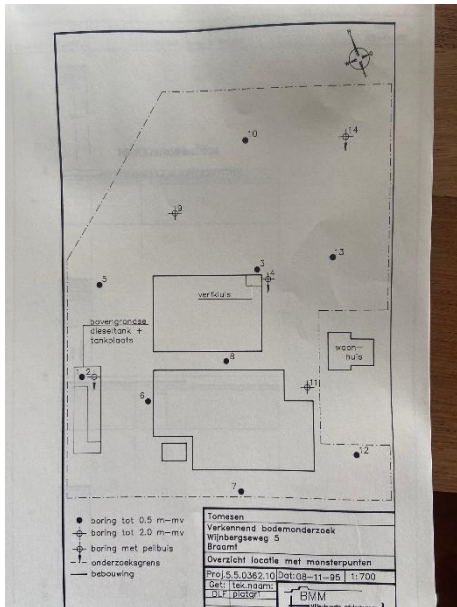 10
14
9
13
3
4
5
verfkluis
bovengrondse
dieseltank +
tankplaats
woon-
huis
8
1 2
11
6
12
7
boring tot 0.5 m-mv
boring tot 2.0 m-mv
boring met peilbuis
onderzoeksgrens
bebouwing
Tomesen
Verkennend bodemonderzoek
Wijnbergseweg 5
Braamt
Overzicht locatie met monsterpunten
Proj.5.5.0362.10 Dat:08-11-95 1:700
Get: tek.naam:
DLF platgr1
BMM